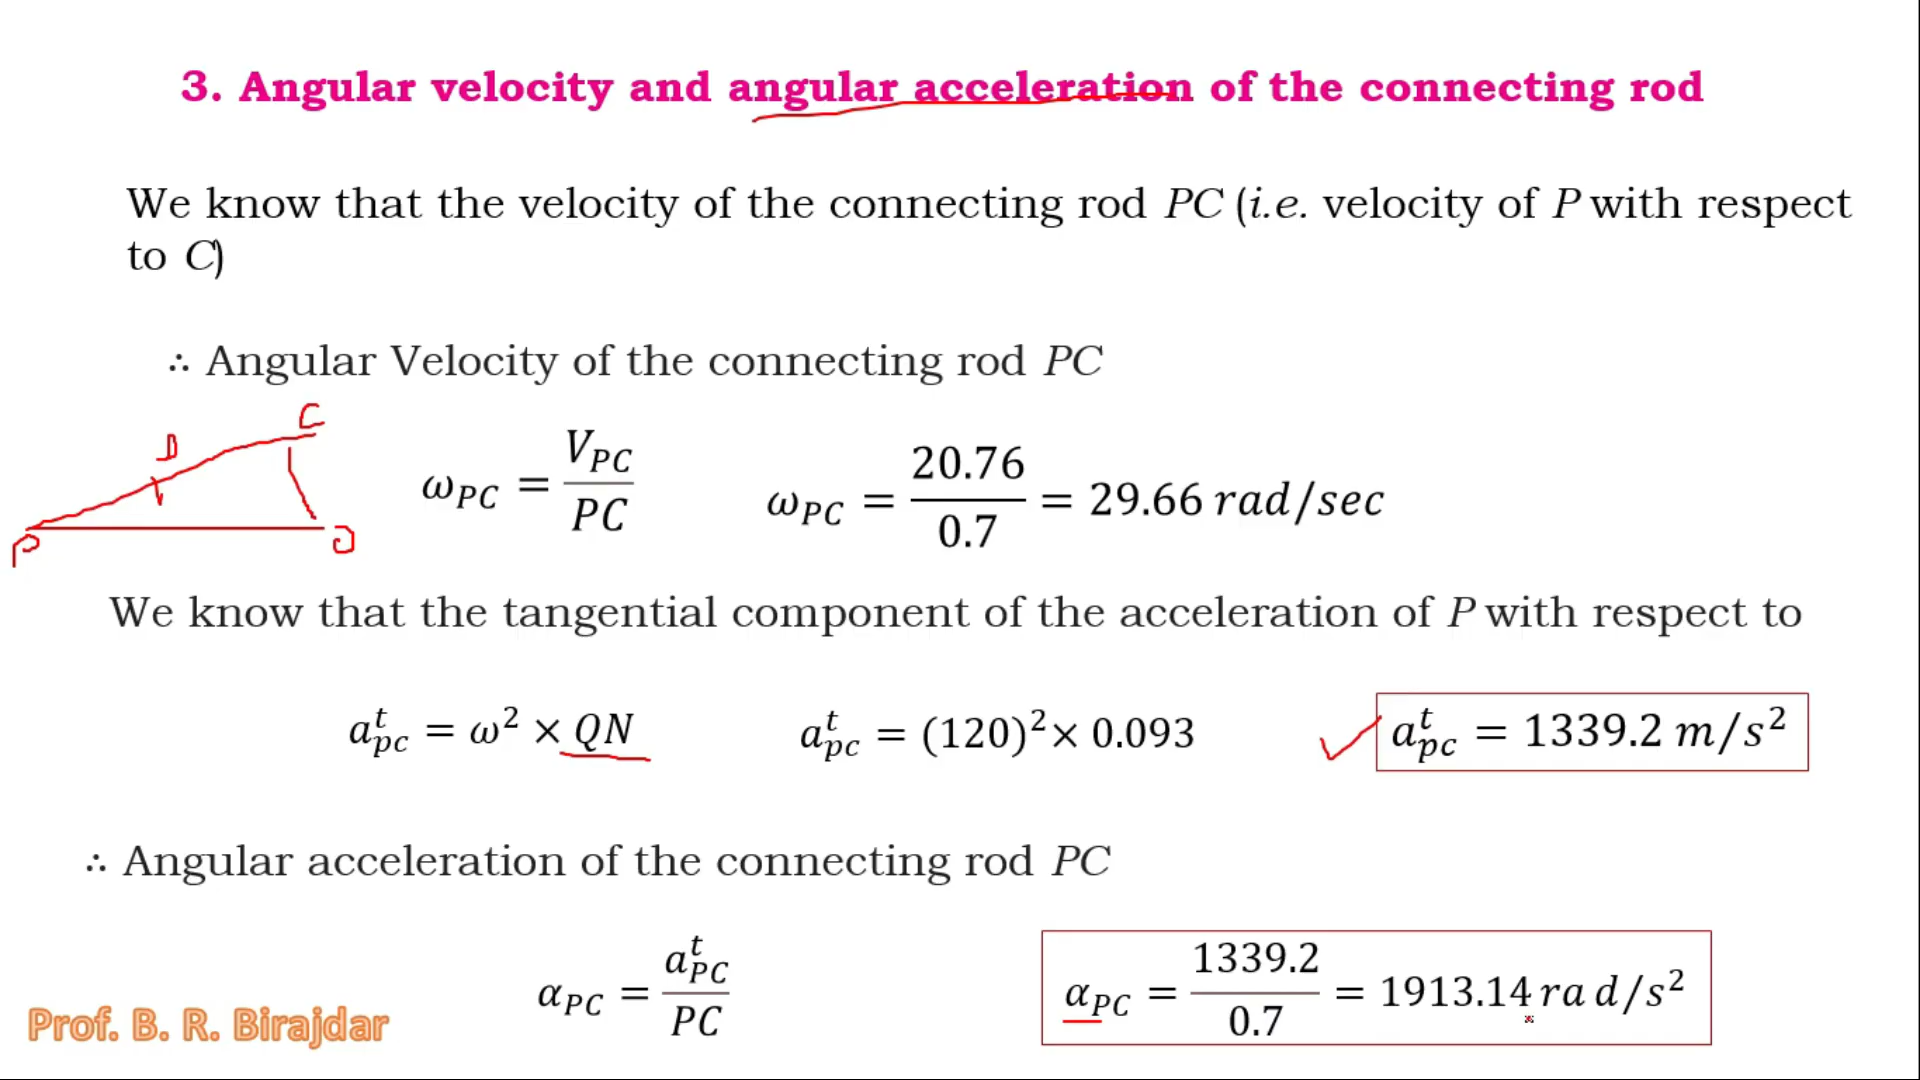 3. Angular velocity and angular acceleration of the connecting rod
We know that the velocity of the connecting rod PC (i.e. velocity of P with respect
to C)
∴ Angular Velocity of the connecting rod PC
C
D
P
O
ω_PC = V_PC / PC    ω_PC = 20.76 / 0.7 = 29.66 rad/sec
We know that the tangential component of the acceleration of P with respect to
a^t_pc = ω² × QN    a^t_pc = (120)² × 0.093    a^t_pc = 1339.2 m/s²
∴ Angular acceleration of the connecting rod PC
α_PC = a^t_PC / PC    α_PC = 1339.2 / 0.7 = 1913.14 ra d/s²
Prof. B. R. Birajdar